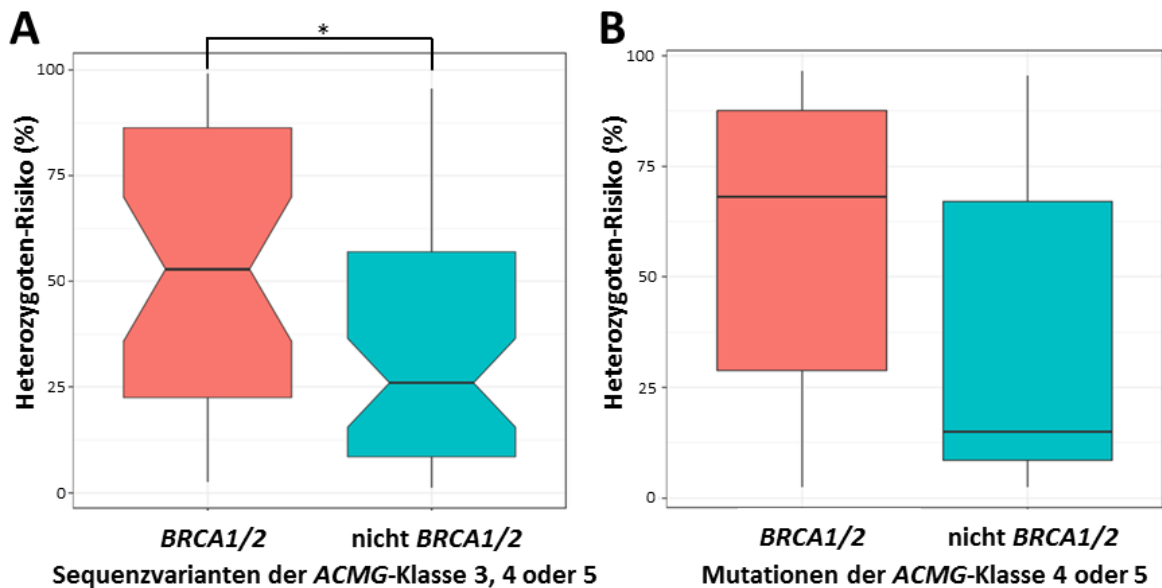 A
*
Heterozygoten-Risiko (%)
100
75
50
25
0
BRCA1/2
nicht BRCA1/2
Sequenzvarianten der ACMG-Klasse 3, 4 oder 5
B
Heterozygoten-Risiko (%)
100
75
50
25
0
BRCA1/2
nicht BRCA1/2
Mutationen der ACMG-Klasse 4 oder 5